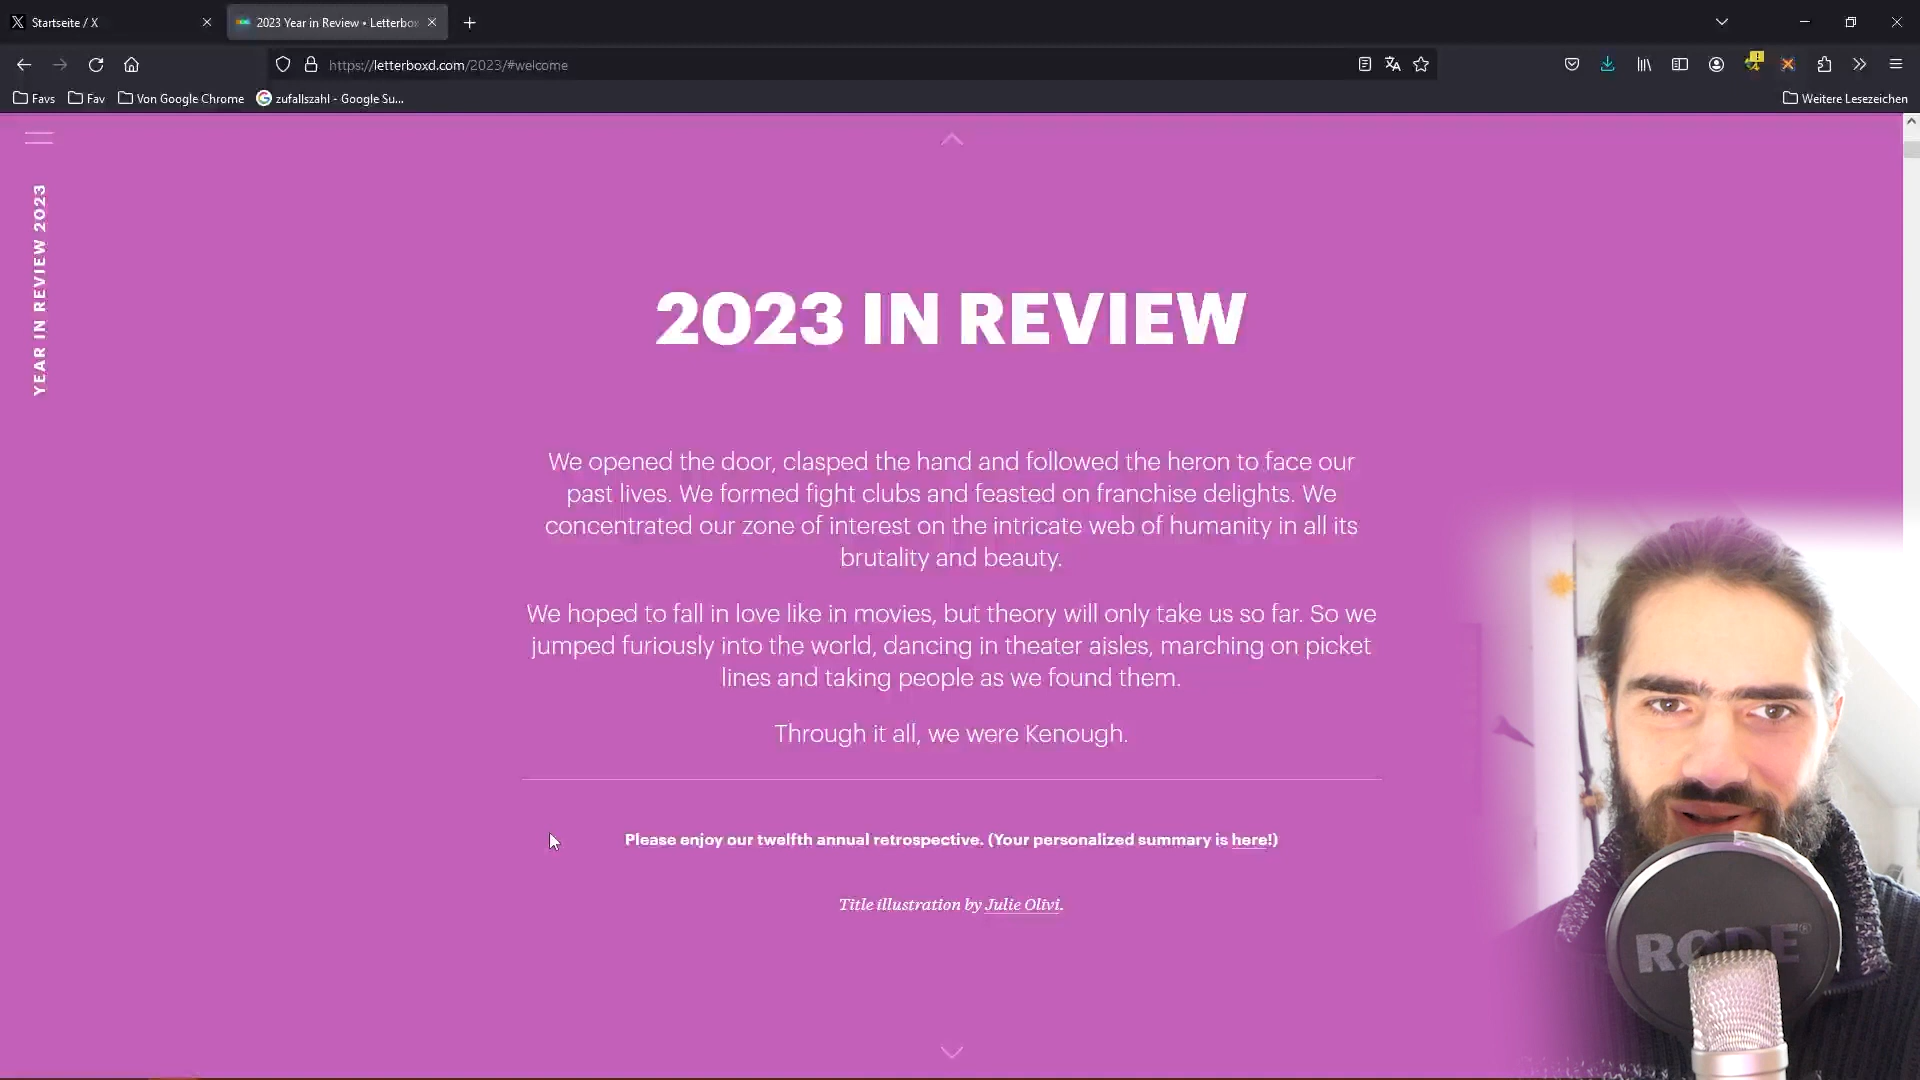 Startseite / X
2023 Year in Review • Letterbox
https://letterboxd.com/2023/#welcome
Favs
Fav
Von Google Chrome
zufallszahl - Google Su...
Weitere Lesezeichen
YEAR IN REVIEW 2023
2023 IN REVIEW
We opened the door, clasped the hand and followed the heron to face our
past lives. We formed fight clubs and feasted on franchise delights. We
concentrated our zone of interest on the intricate web of humanity in all its
brutality and beauty.
We hoped to fall in love like in movies, but theory will only take us so far. So we
jumped furiously into the world, dancing in theater aisles, marching on picket
lines and taking people as we found them.
Through it all, we were Kenough.
Please enjoy our twelfth annual retrospective. (Your personalized summary is here!)
Title illustration by Julie Olivi.
RØDE®